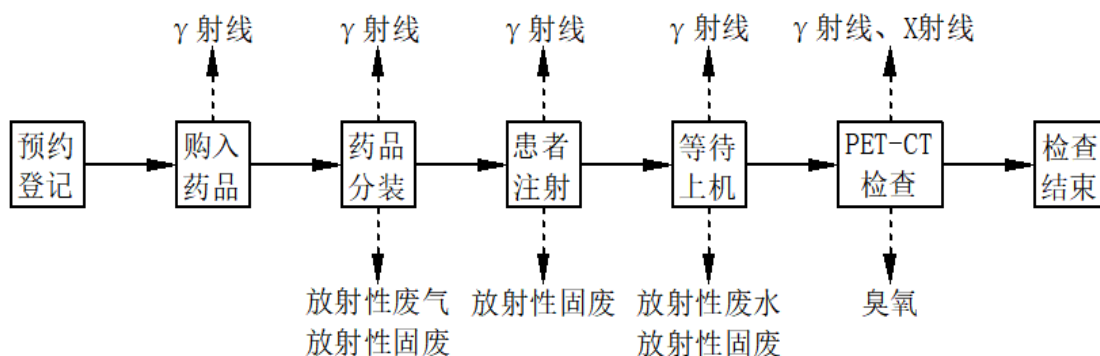 γ射线
γ射线
γ射线
γ射线
γ射线、X射线
预约
登记
购入
药品
药品
分装
患者
注射
等待
上机
PET-CT
检查
检查
结束
放射性废气
放射性固废
放射性固废
放射性废水
放射性固废
臭氧